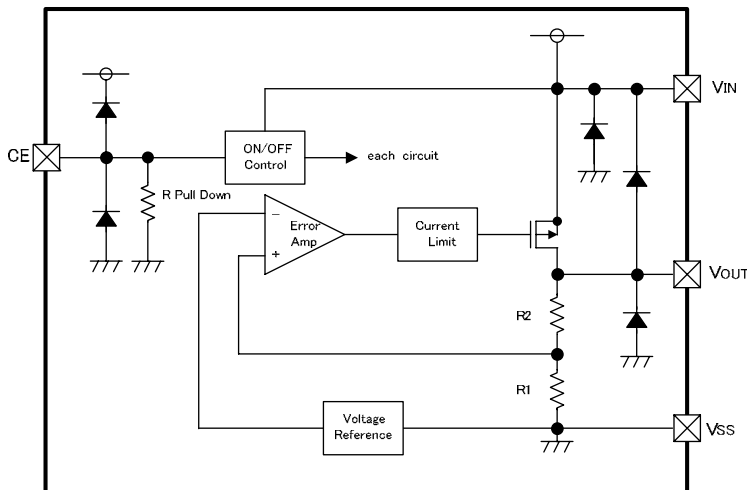 VIN
CE
ON/OFF
Control
each circuit
R Pull Down
−
Error
Amp
+
Current
Limit
VOUT
R2
R1
Voltage
Reference
VSS